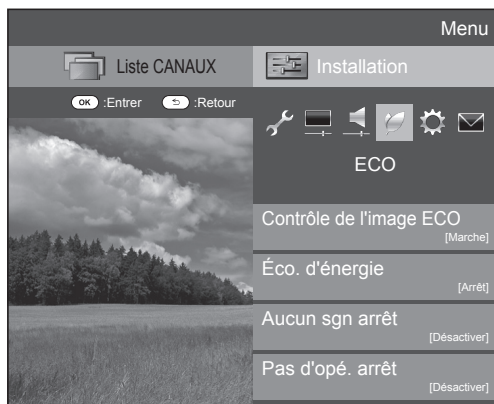 Menu
Liste CANAUX
Installation
OK :Entrer :Retour
ECO
Contrôle de l'image ECO
[Marche]
Éco. d'énergie
[Arrêt]
Aucun sgn arrêt
[Désactiver]
Pas d'opé. arrêt
[Désactiver]